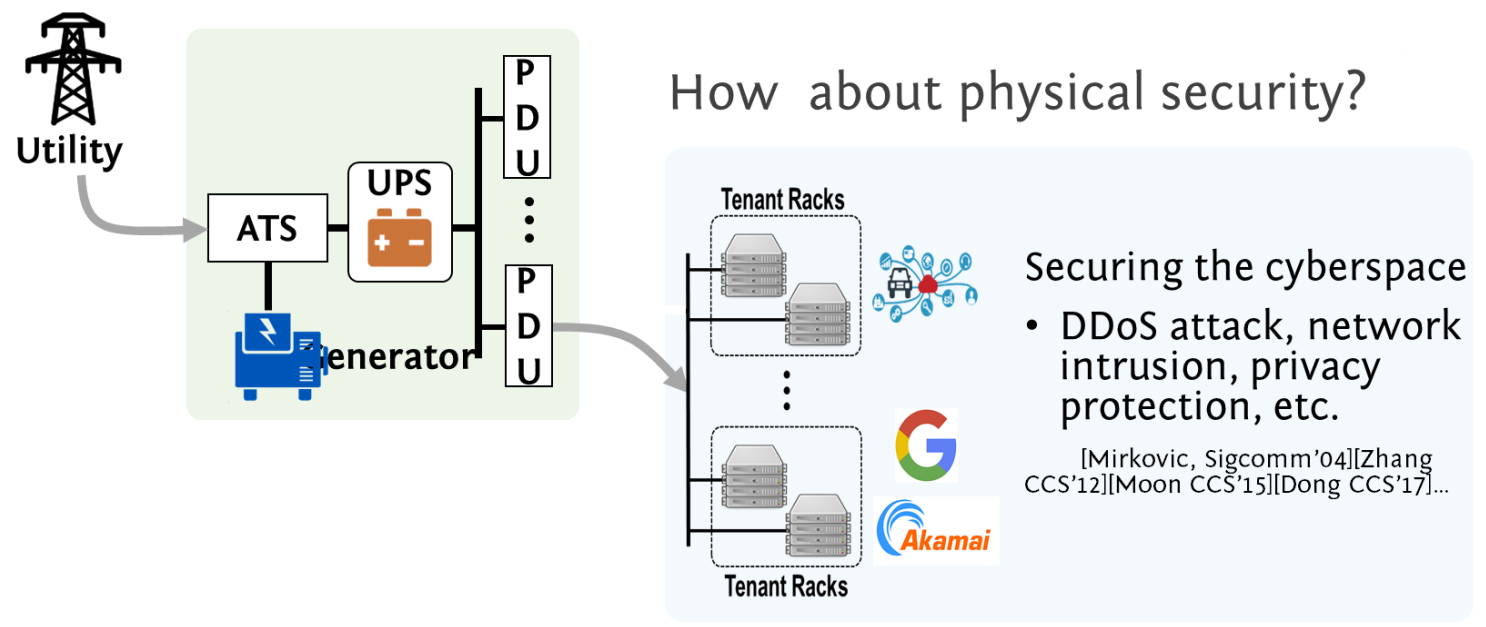 Utility
ATS
UPS
Generator
P
D
U
P
D
U
How about physical security?
Tenant Racks
Tenant Racks
G
Akamai
Securing the cyberspace
• DDoS attack, network
intrusion, privacy
protection, etc.
[Mirkovic, Sigcomm’04][Zhang
CCS’12][Moon CCS’15][Dong CCS’17]...